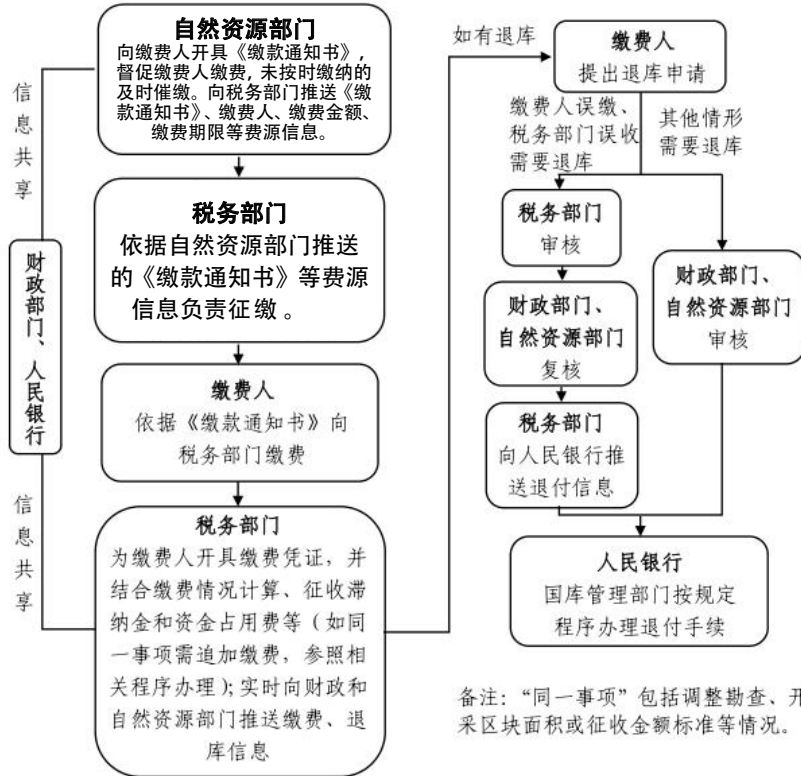 自然资源部门
向缴费人开具《缴款通知书》，
督促缴费人缴费，未按时缴纳的
及时催缴。向税务部门推送《缴
款通知书》、缴费人、缴费金额、
缴费期限等费源信息。
信息共享
税务部门
依据自然资源部门推送
的《缴款通知书》等费源
信息负责征缴。
财政部门、人民银行
缴费人
依据《缴款通知书》向
税务部门缴费
信息共享
税务部门
为缴费人开具缴费凭证，并
结合缴费情况计算、征收滞
纳金和资金占用费等（如同
一事项需追加缴费，参照相
关程序办理）；实时向财政和
自然资源部门推送缴费、退
库信息
如有退库
缴费人
提出退库申请
缴费人误缴、
税务部门误收
需要退库
其他情形
需要退库
税务部门
审核
财政部门、
自然资源部门
复核
财政部门、
自然资源部门
审核
税务部门
向人民银行推
送退付信息
人民银行
国库管理部门按规定
程序办理退付手续
备注：“同一事项”包括调整勘查、开
采区块面积或征收金额标准等情况。